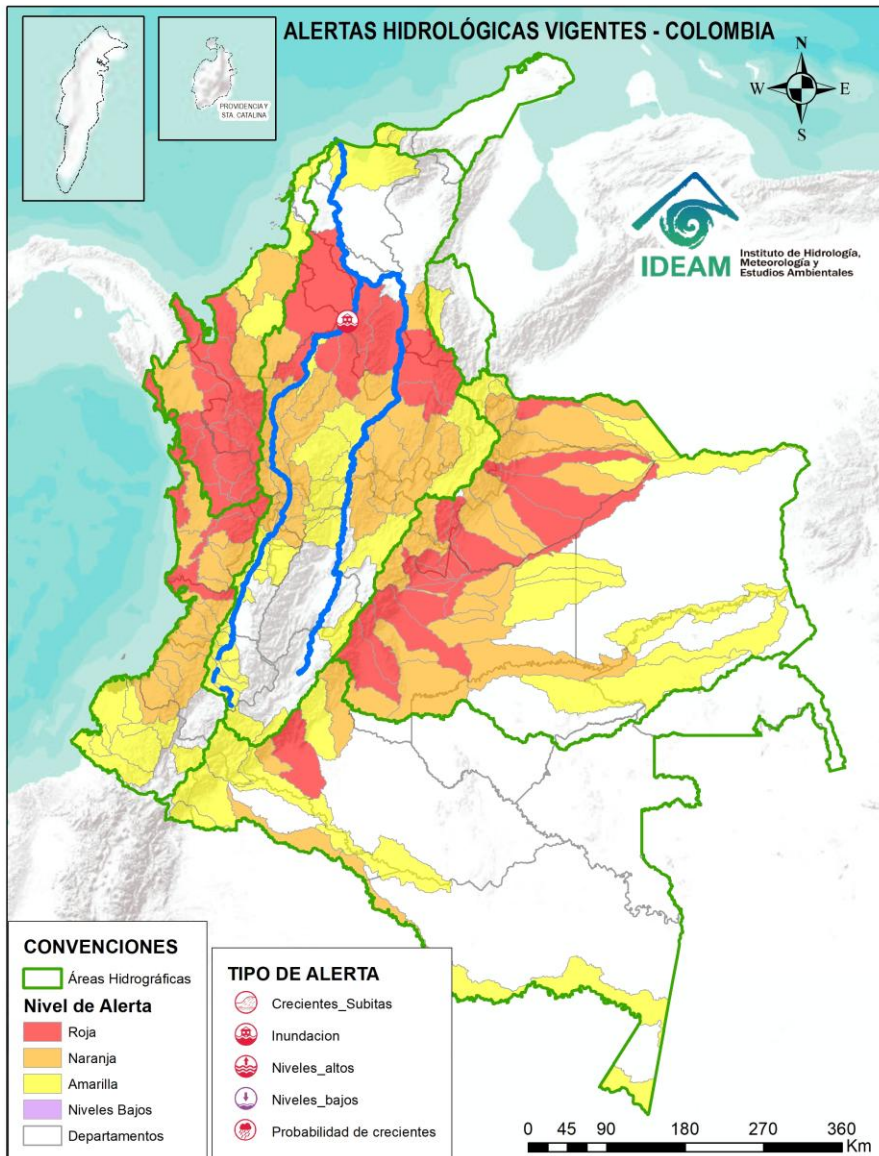 ALERTAS HIDROLÓGICAS VIGENTES - COLOMBIA
PROVIDENCIA Y
STA. CATALINA
N
W
E
S
IDEAM
Instituto de Hidrología,
Meteorología y
Estudios Ambientales
CONVENCIONES
Áreas Hidrográficas
Nivel de Alerta
Roja
Naranja
Amarilla
Niveles Bajos
Departamentos
TIPO DE ALERTA
Crecientes_Subitas
Inundacion
Niveles_altos
Niveles_bajos
Probabilidad de crecientes
0 45 90 180 270 360
Km